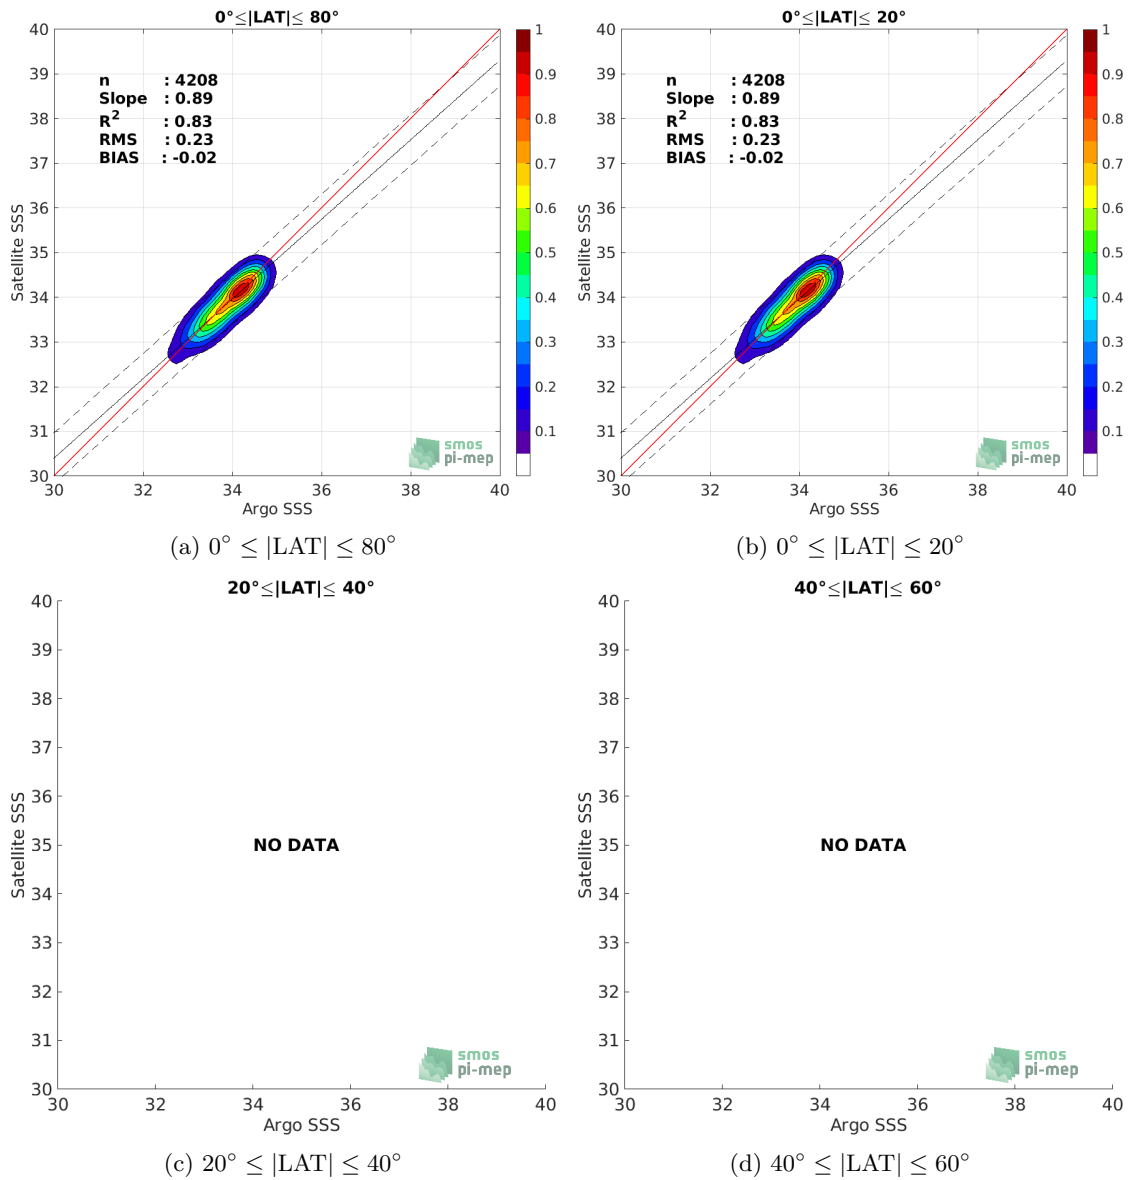 0°≤|LAT|≤ 80°
40
39
38
37
36
35
34
33
32
31
30
Satellite SSS
n : 4208
Slope : 0.89
R2 : 0.83
RMS : 0.23
BIAS : -0.02
1
0.9
0.8
0.7
0.6
0.5
0.4
0.3
0.2
0.1
smos
pi-mep
30 32 34 36 38 40
Argo SSS
(a) 0° ≤ |LAT| ≤ 80°
0°≤|LAT|≤ 20°
40
39
38
37
36
35
34
33
32
31
30
Satellite SSS
n : 4208
Slope : 0.89
R2 : 0.83
RMS : 0.23
BIAS : -0.02
1
0.9
0.8
0.7
0.6
0.5
0.4
0.3
0.2
0.1
smos
pi-mep
30 32 34 36 38 40
Argo SSS
(b) 0° ≤ |LAT| ≤ 20°
20°≤|LAT|≤ 40°
40
39
38
37
36
35
34
33
32
31
30
Satellite SSS
NO DATA
smos
pi-mep
30 32 34 36 38 40
Argo SSS
(c) 20° ≤ |LAT| ≤ 40°
40°≤|LAT|≤ 60°
40
39
38
37
36
35
34
33
32
31
30
Satellite SSS
NO DATA
smos
pi-mep
30 32 34 36 38 40
Argo SSS
(d) 40° ≤ |LAT| ≤ 60°